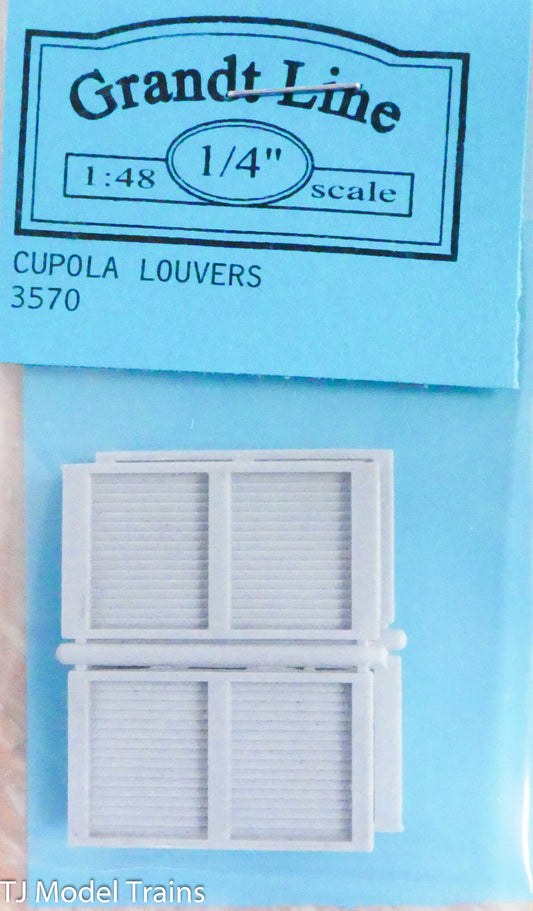 Grandt Line
1/4"
1:48 scale
CUPOLA LOUVERS
3570
TJ Model Trains